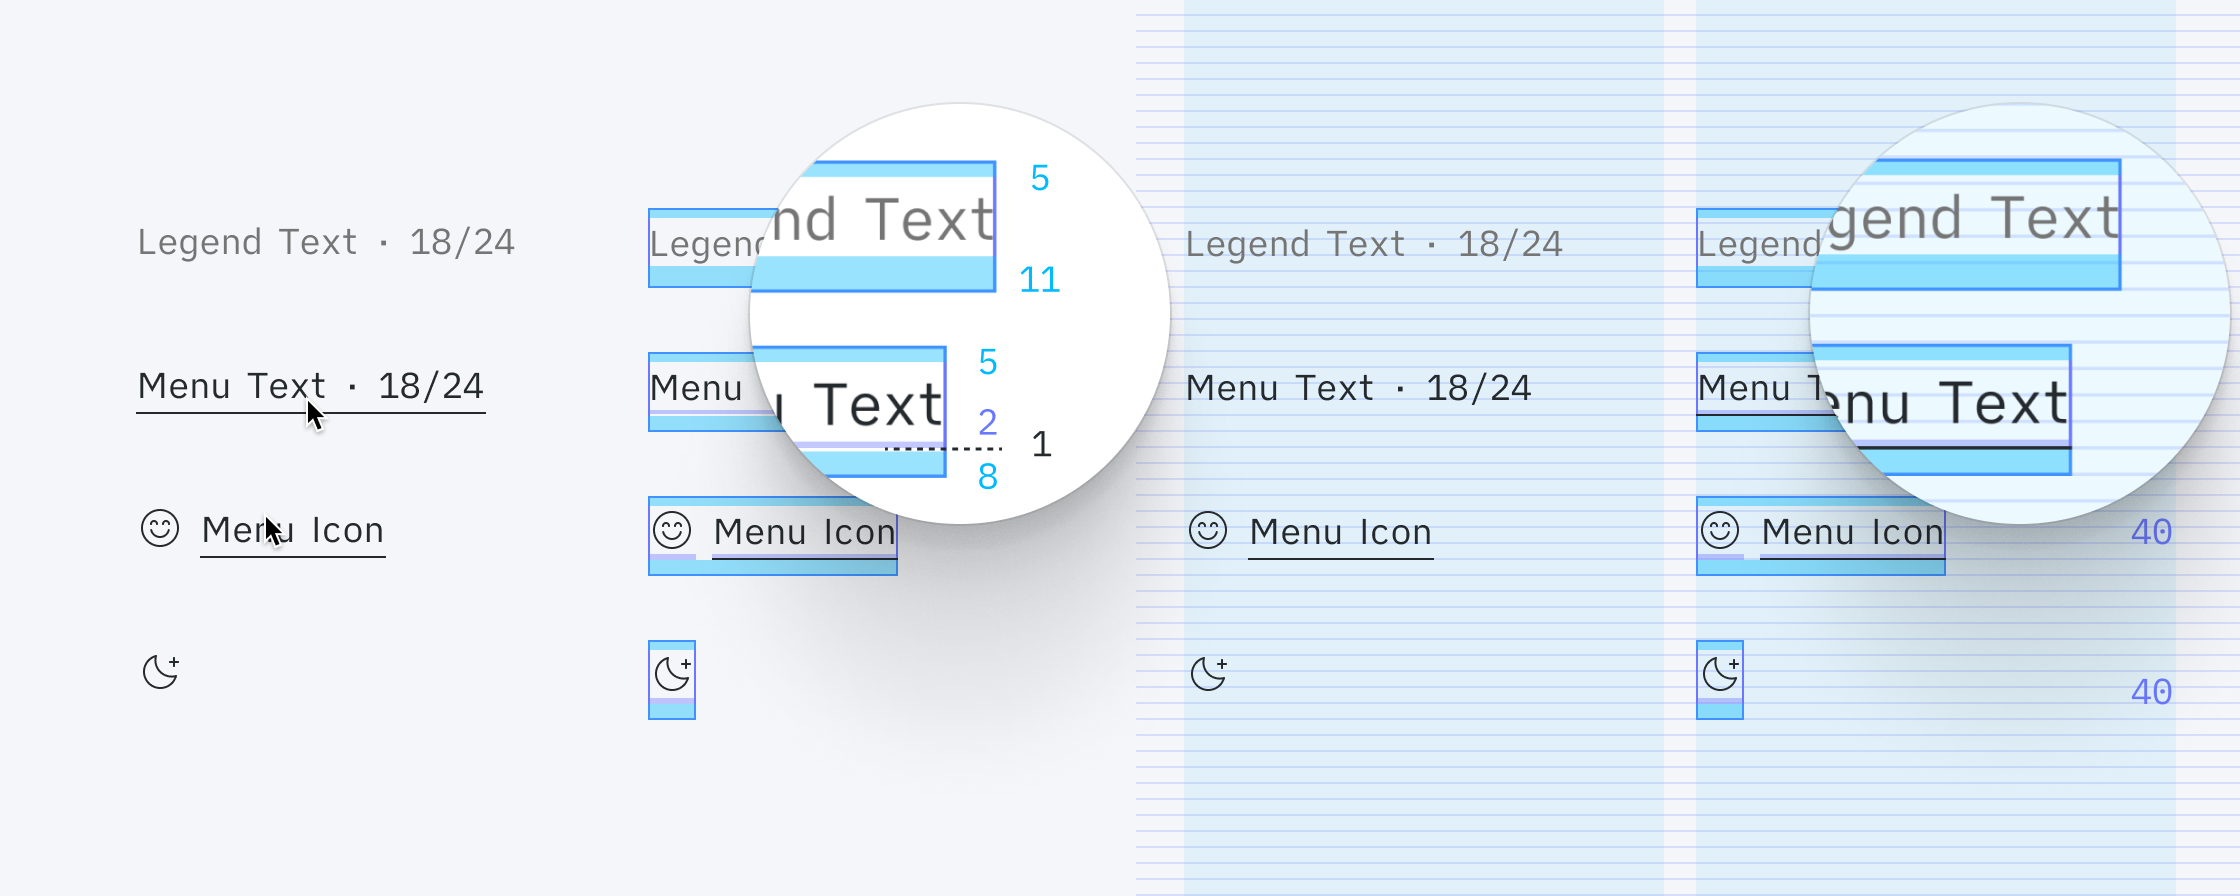 Legend Text · 18/24
Menu Text · 18/24
Menu Icon
Legend
Menu
Menu Icon
nd Text
5
11
Text
5
2
1
8
Legend Text · 18/24
Menu Text · 18/24
Menu Icon
Legend
Menu T
Menu Icon
gend Text
enu Text
40
40